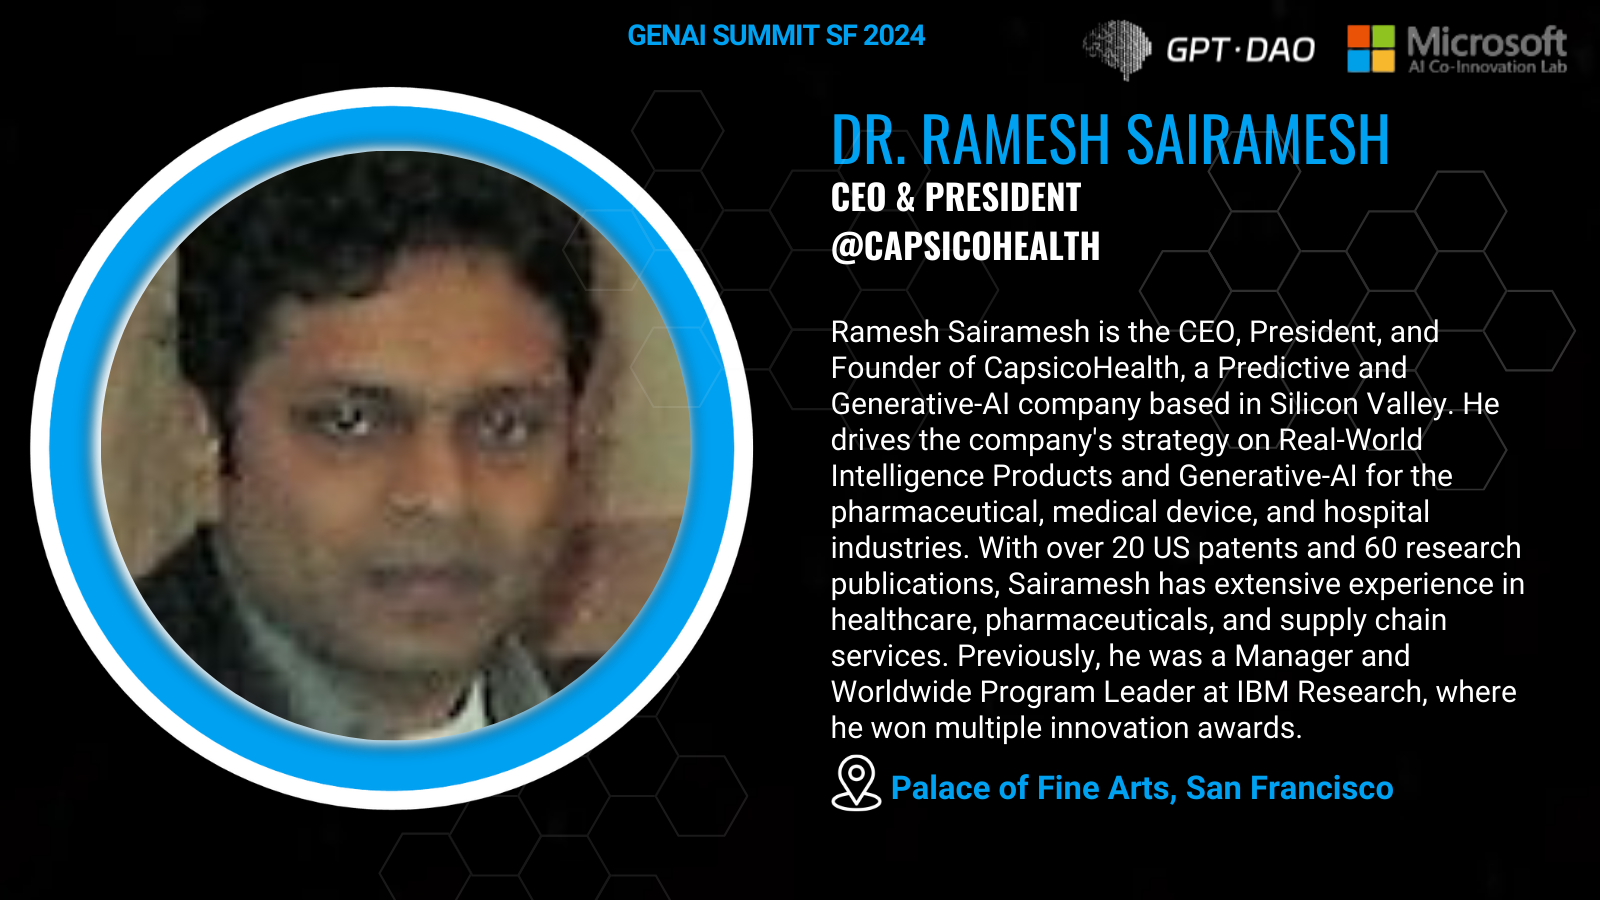 GENAI SUMMIT SF 2024
GPT·DAO
Microsoft
AI Co-Innovation Lab
DR. RAMESH SAIRAMESH
CEO & PRESIDENT
@CAPSICOHEALTH
Ramesh Sairamesh is the CEO, President, and
Founder of CapsicoHealth, a Predictive and
Generative-AI company based in Silicon Valley. He
drives the company's strategy on Real-World
Intelligence Products and Generative-AI for the
pharmaceutical, medical device, and hospital
industries. With over 20 US patents and 60 research
publications, Sairamesh has extensive experience in
healthcare, pharmaceuticals, and supply chain
services. Previously, he was a Manager and
Worldwide Program Leader at IBM Research, where
he won multiple innovation awards.
Palace of Fine Arts, San Francisco